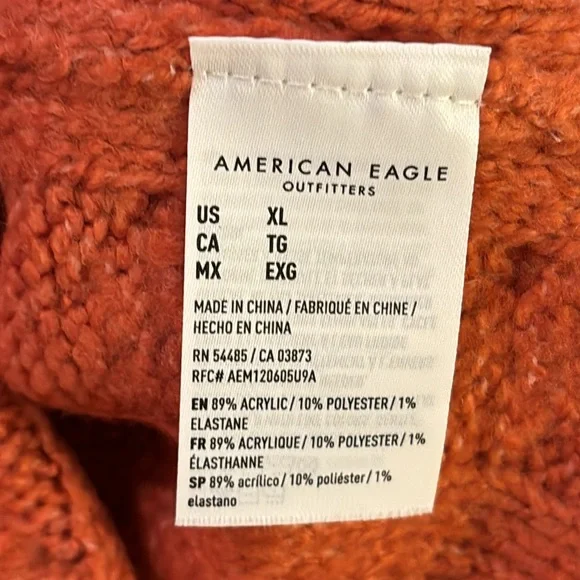 AMERICAN EAGLE
OUTFITTERS
US XL
CA TG
MX EXG
MADE IN CHINA / FABRIQUÉ EN CHINE /
HECHO EN CHINA
RN 54485 / CA 03873
RFC# AEM120605U9A
EN 89% ACRYLIC / 10% POLYESTER / 1%
ELASTANE
FR 89% ACRYLIQUE / 10% POLYESTER / 1%
ÉLASTHANNE
SP 89% acrílico / 10% poliéster / 1%
elastano